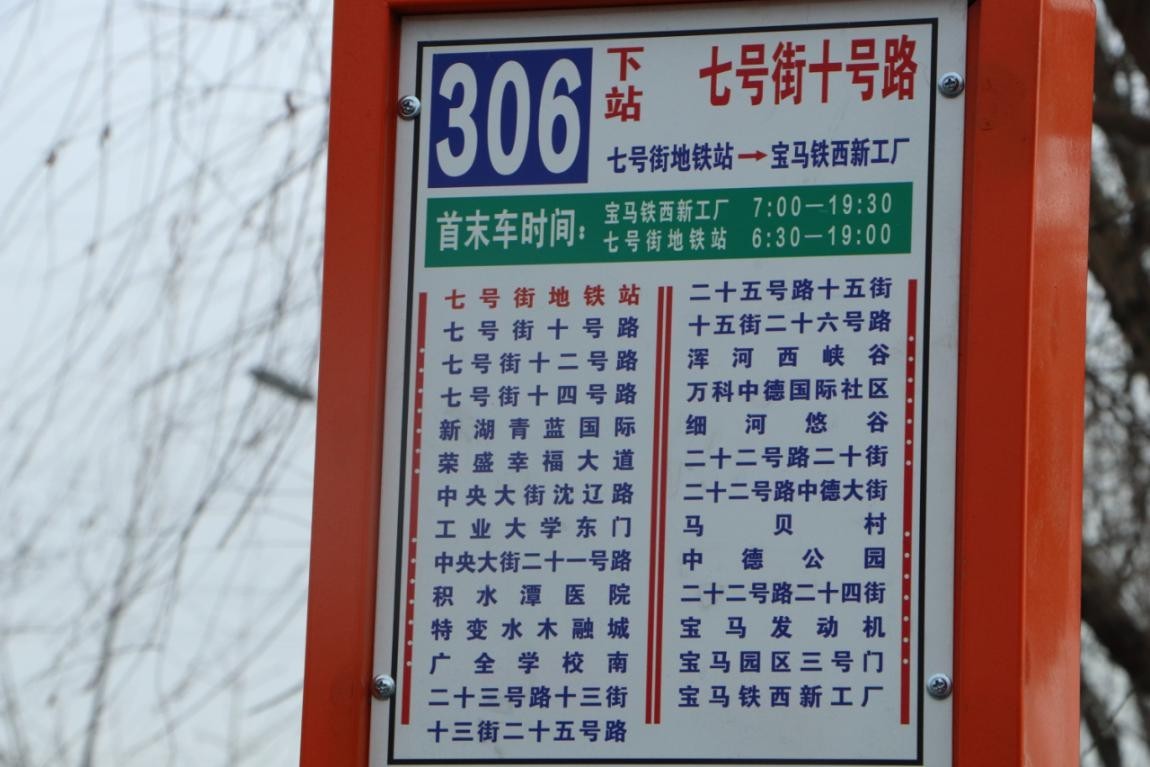 306
下站
七号街十号路
七号街地铁站→宝马铁西新工厂
首末车时间:
宝马铁西新工厂 7:00—19:30
七号街地铁站 6:30—19:00
七号街地铁站
七号街十号路
七号街十二号路
七号街十四号路
新湖青蓝国际
荣盛幸福大道
中央大街沈辽路
工业大学东门
中央大街二十一号路
积水潭医院
特变水木融城
广全学校南
二十三号路十三街
十三街二十五号路
二十五号路十五街
十五街二十六号路
浑河西峡谷
万科中德国际社区
细河悠谷
二十二号路二十街
二十二号路中德大街
马贝村
中德公园
二十二号路二十四街
宝马发动机
宝马园区三号门
宝马铁西新工厂